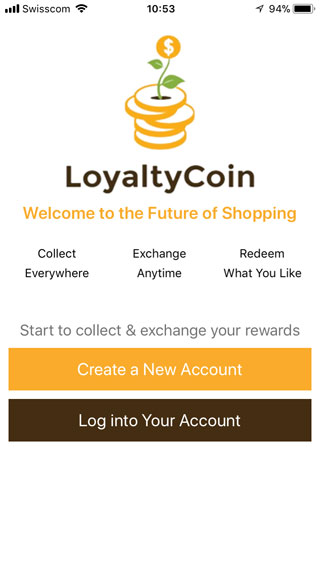 Swisscom 10:53 94%
$
LoyaltyCoin
Welcome to the Future of Shopping
Collect Exchange Redeem
Everywhere Anytime What You Like
Start to collect & exchange your rewards
Create a New Account
Log into Your Account